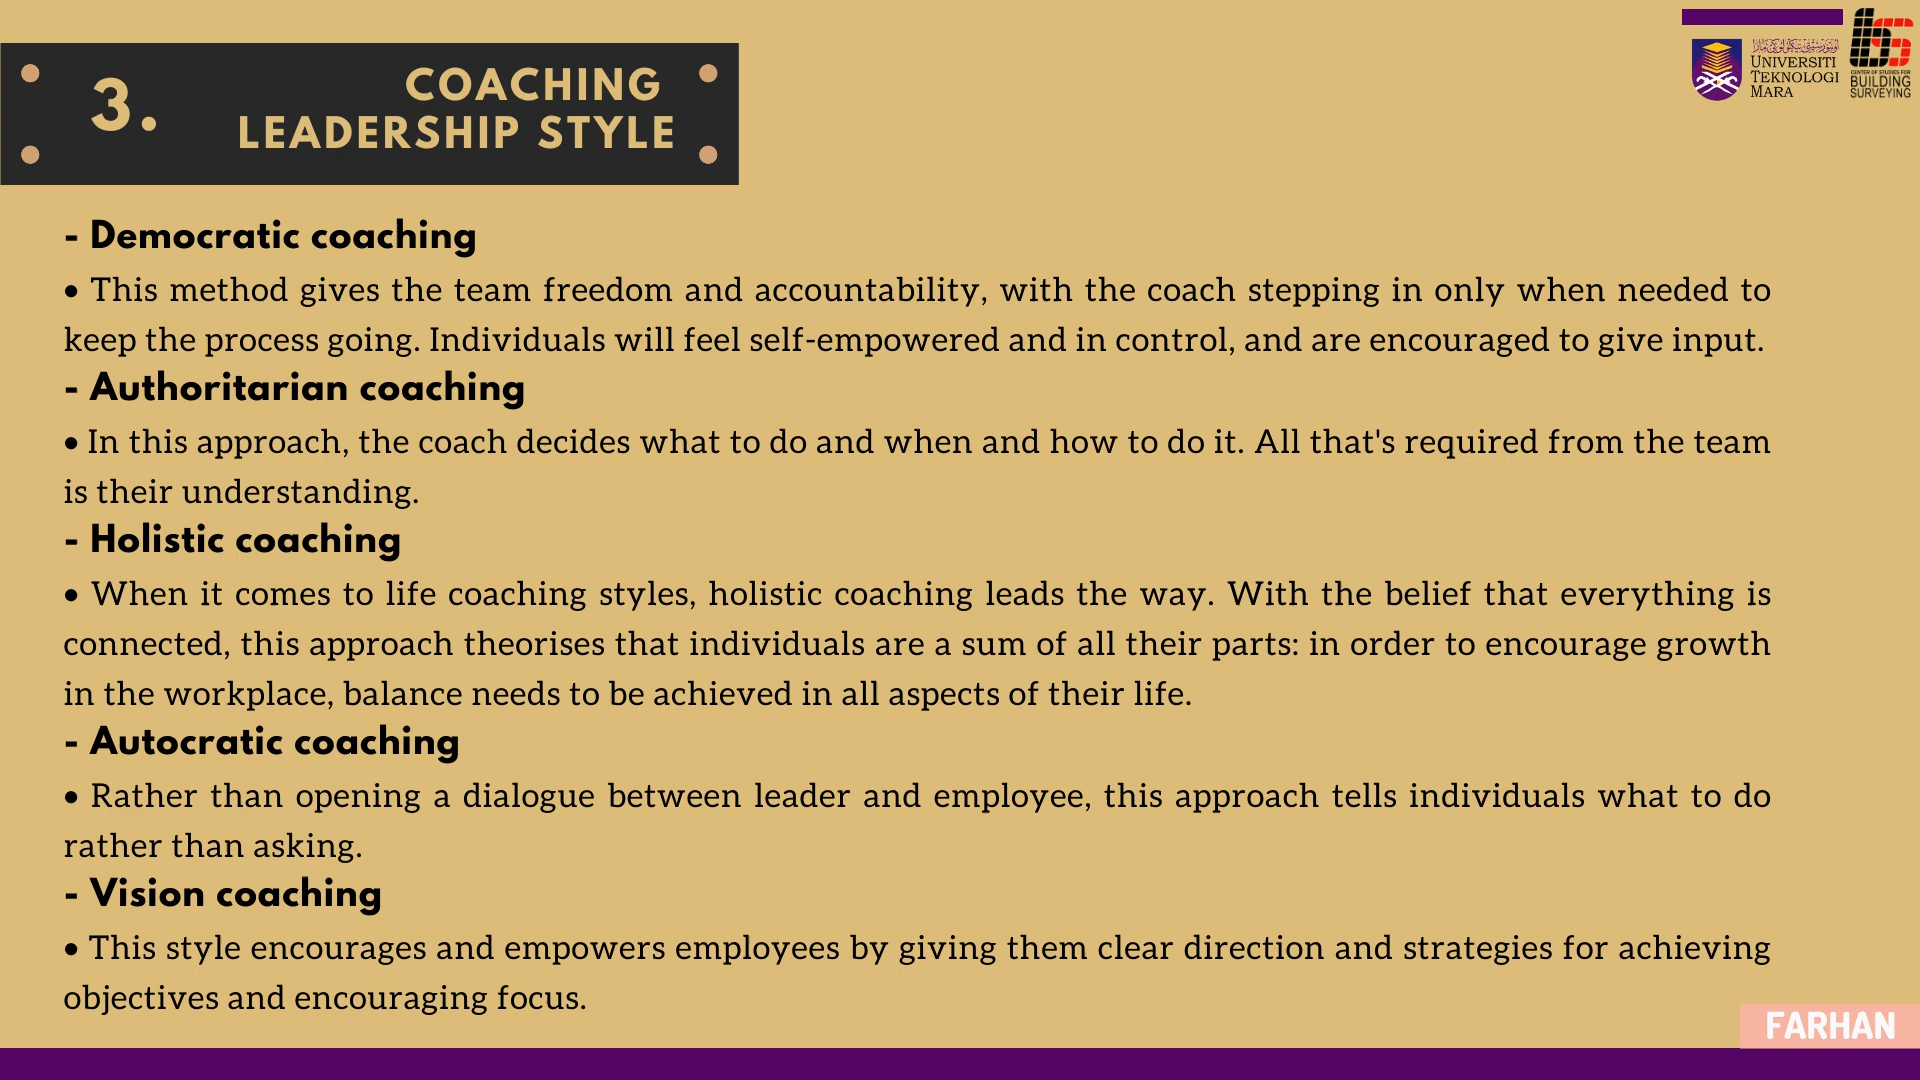 3.
COACHING
LEADERSHIP STYLE
UNIVERSITI
TEKNOLOGI
MARA
CENTER OF STUDIES FOR
BUILDING
SURVEYING
- Democratic coaching
• This method gives the team freedom and accountability, with the coach stepping in only when needed to
keep the process going. Individuals will feel self-empowered and in control, and are encouraged to give input.
- Authoritarian coaching
• In this approach, the coach decides what to do and when and how to do it. All that's required from the team
is their understanding.
- Holistic coaching
• When it comes to life coaching styles, holistic coaching leads the way. With the belief that everything is
connected, this approach theorises that individuals are a sum of all their parts: in order to encourage growth
in the workplace, balance needs to be achieved in all aspects of their life.
- Autocratic coaching
• Rather than opening a dialogue between leader and employee, this approach tells individuals what to do
rather than asking.
- Vision coaching
• This style encourages and empowers employees by giving them clear direction and strategies for achieving
objectives and encouraging focus.
FARHAN